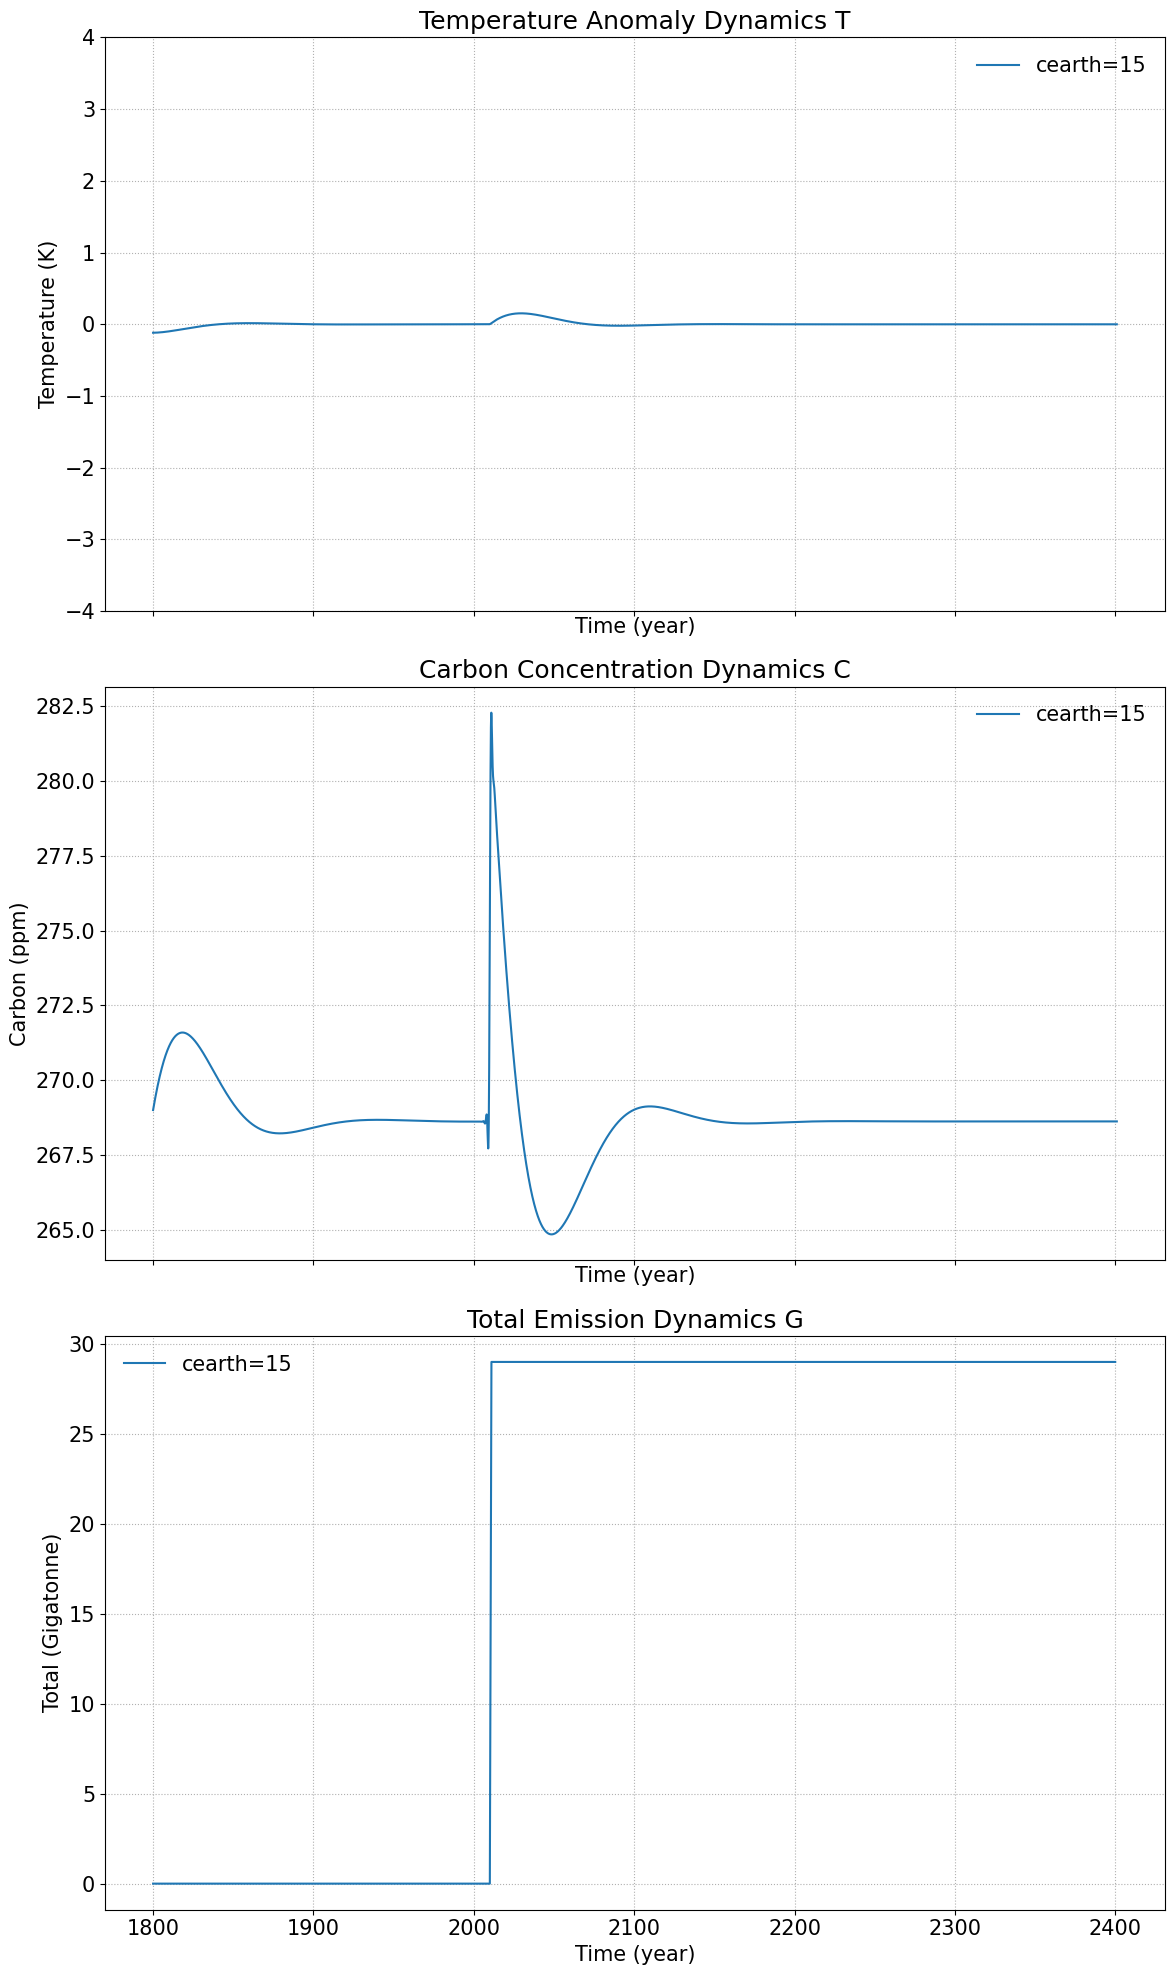 Temperature Anomaly Dynamics T
4
cearth=15
3
2
1
Temperature (K)
0
−1
−2
−3
−4
Time (year)
Carbon Concentration Dynamics C
282.5
cearth=15
280.0
277.5
275.0
Carbon (ppm)
272.5
270.0
267.5
265.0
Time (year)
Total Emission Dynamics G
30
cearth=15
25
20
Total (Gigatonne)
15
10
5
0
1800 1900 2000 2100 2200 2300 2400
Time (year)